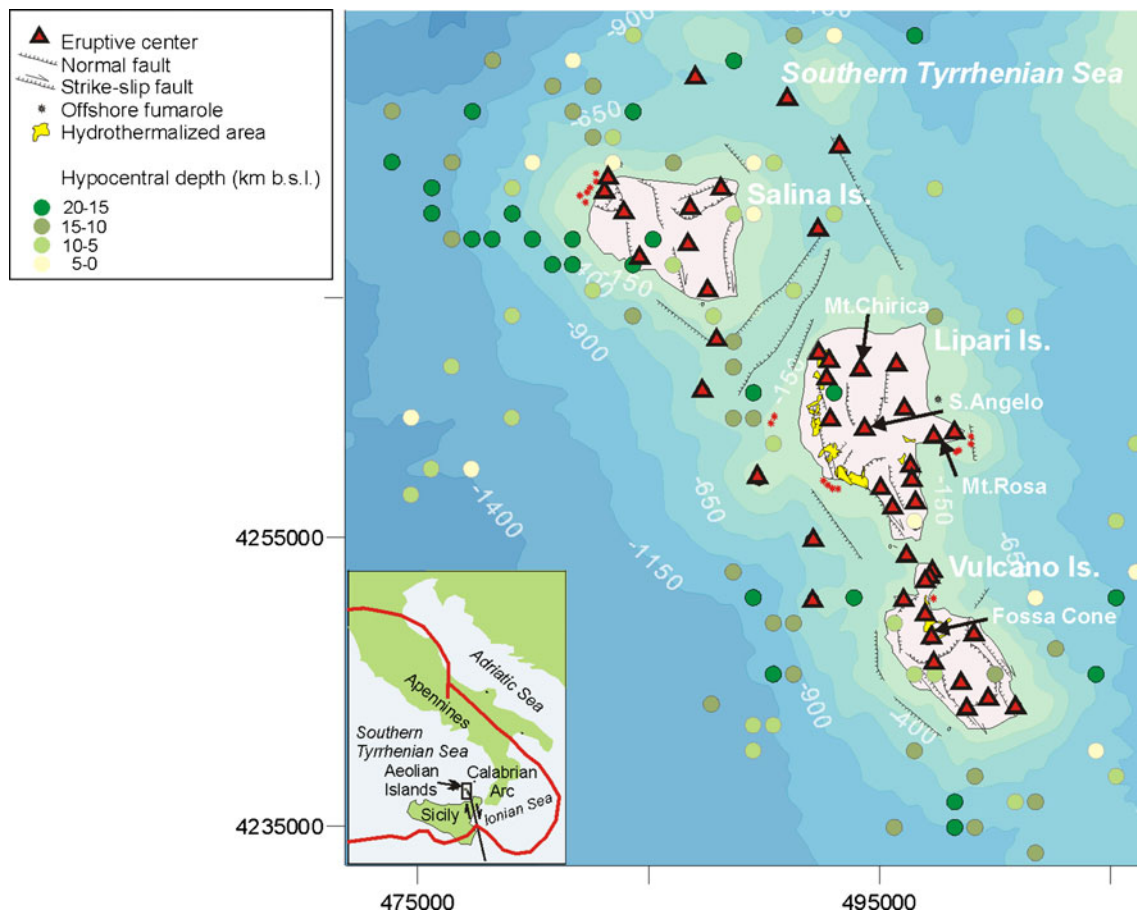 Eruptive center
Normal fault
Strike-slip fault
Offshore fumarole
Hydrothermalized area
Hypocentral depth (km b.s.l.)
20-15
15-10
10-5
5-0
-900
Southern Tyrrhenian Sea
-650
Salina Is.
-150
-900
Mt.Chirica
Lipari Is.
-150
S.Angelo
Mt.Rosa
-150
-650
-1400
-1150
Vulcano Is.
Fossa Cone
-900
-400
4255000
4235000
475000
495000
Adriatic Sea
Apennines
Southern
Tyrrhenian Sea
Aeolian
Islands
Calabrian
Arc
Sicily
Ionian Sea